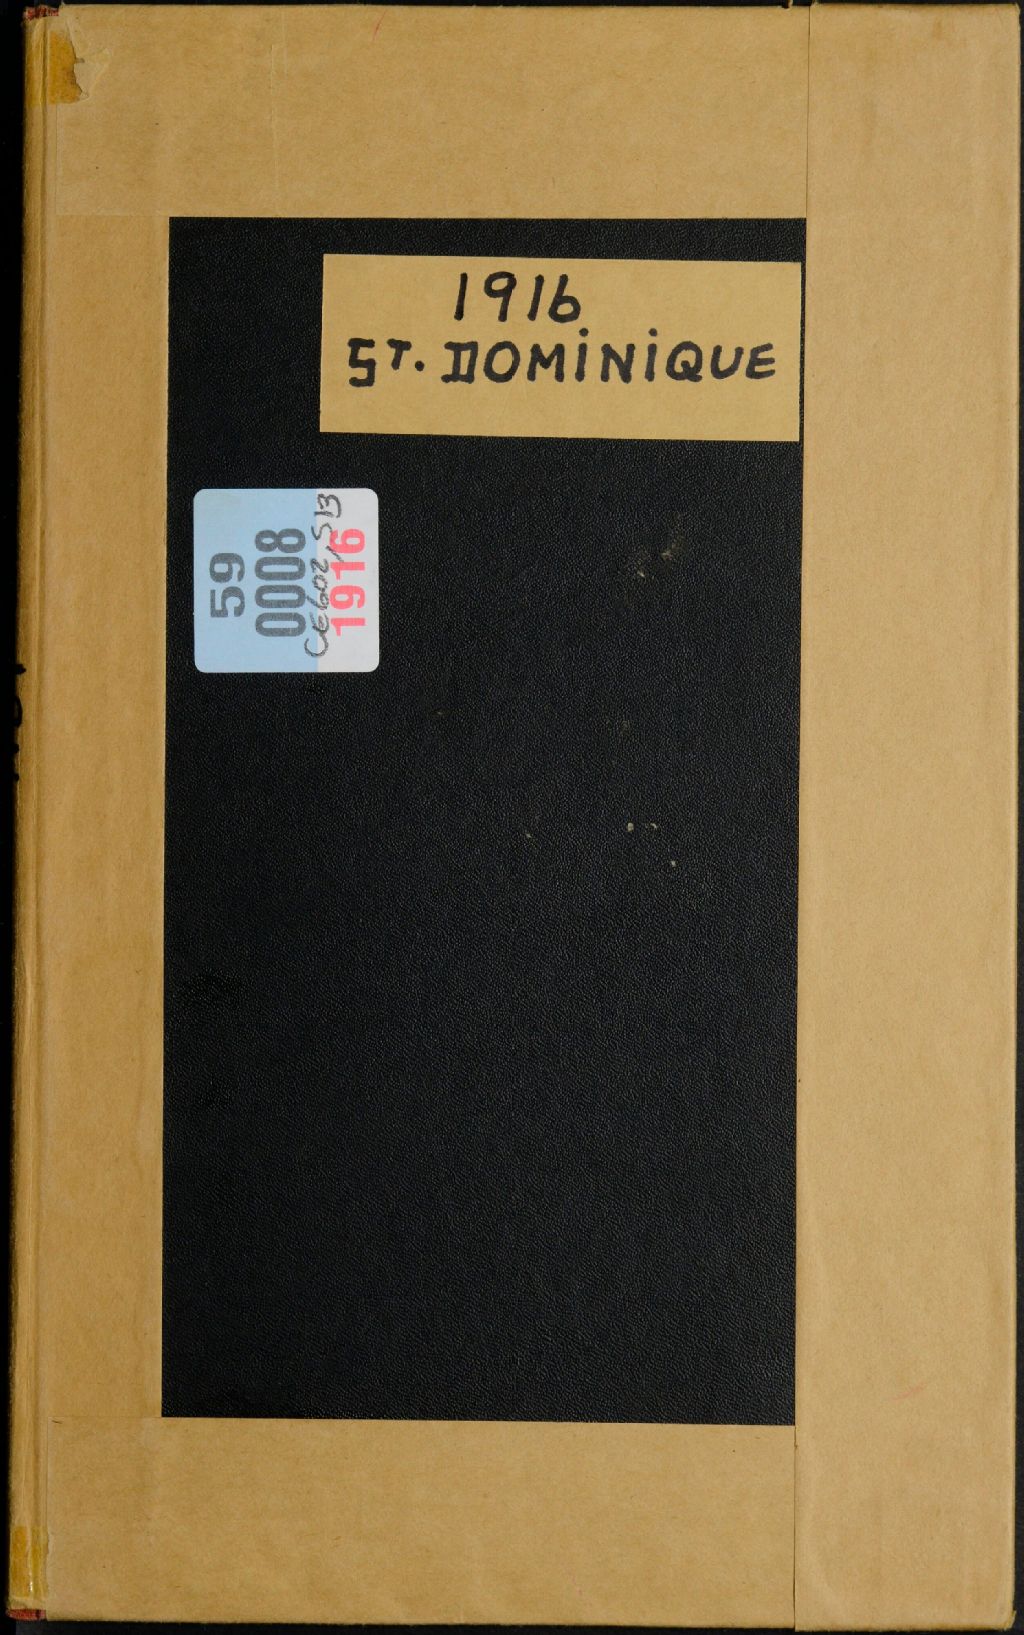 1916
ST. DOMINIQUE
59
0008
CE602, S13
1916